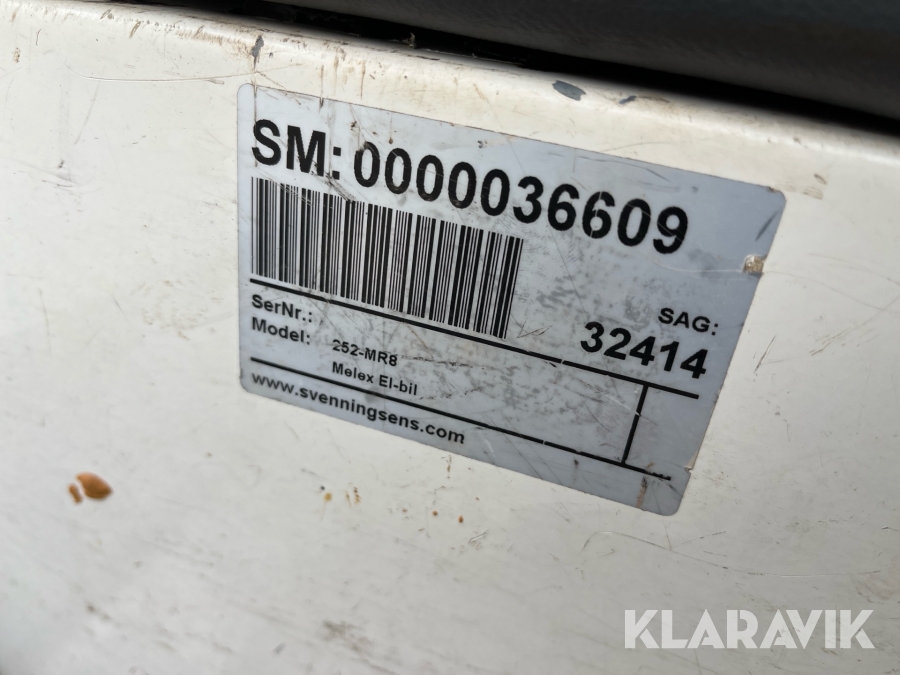 SM: 0000036609
SAG:
32414
SerNr.: 252-MR8
Model: Melex El-bil
www.svenningsens.com
KLARAVIK